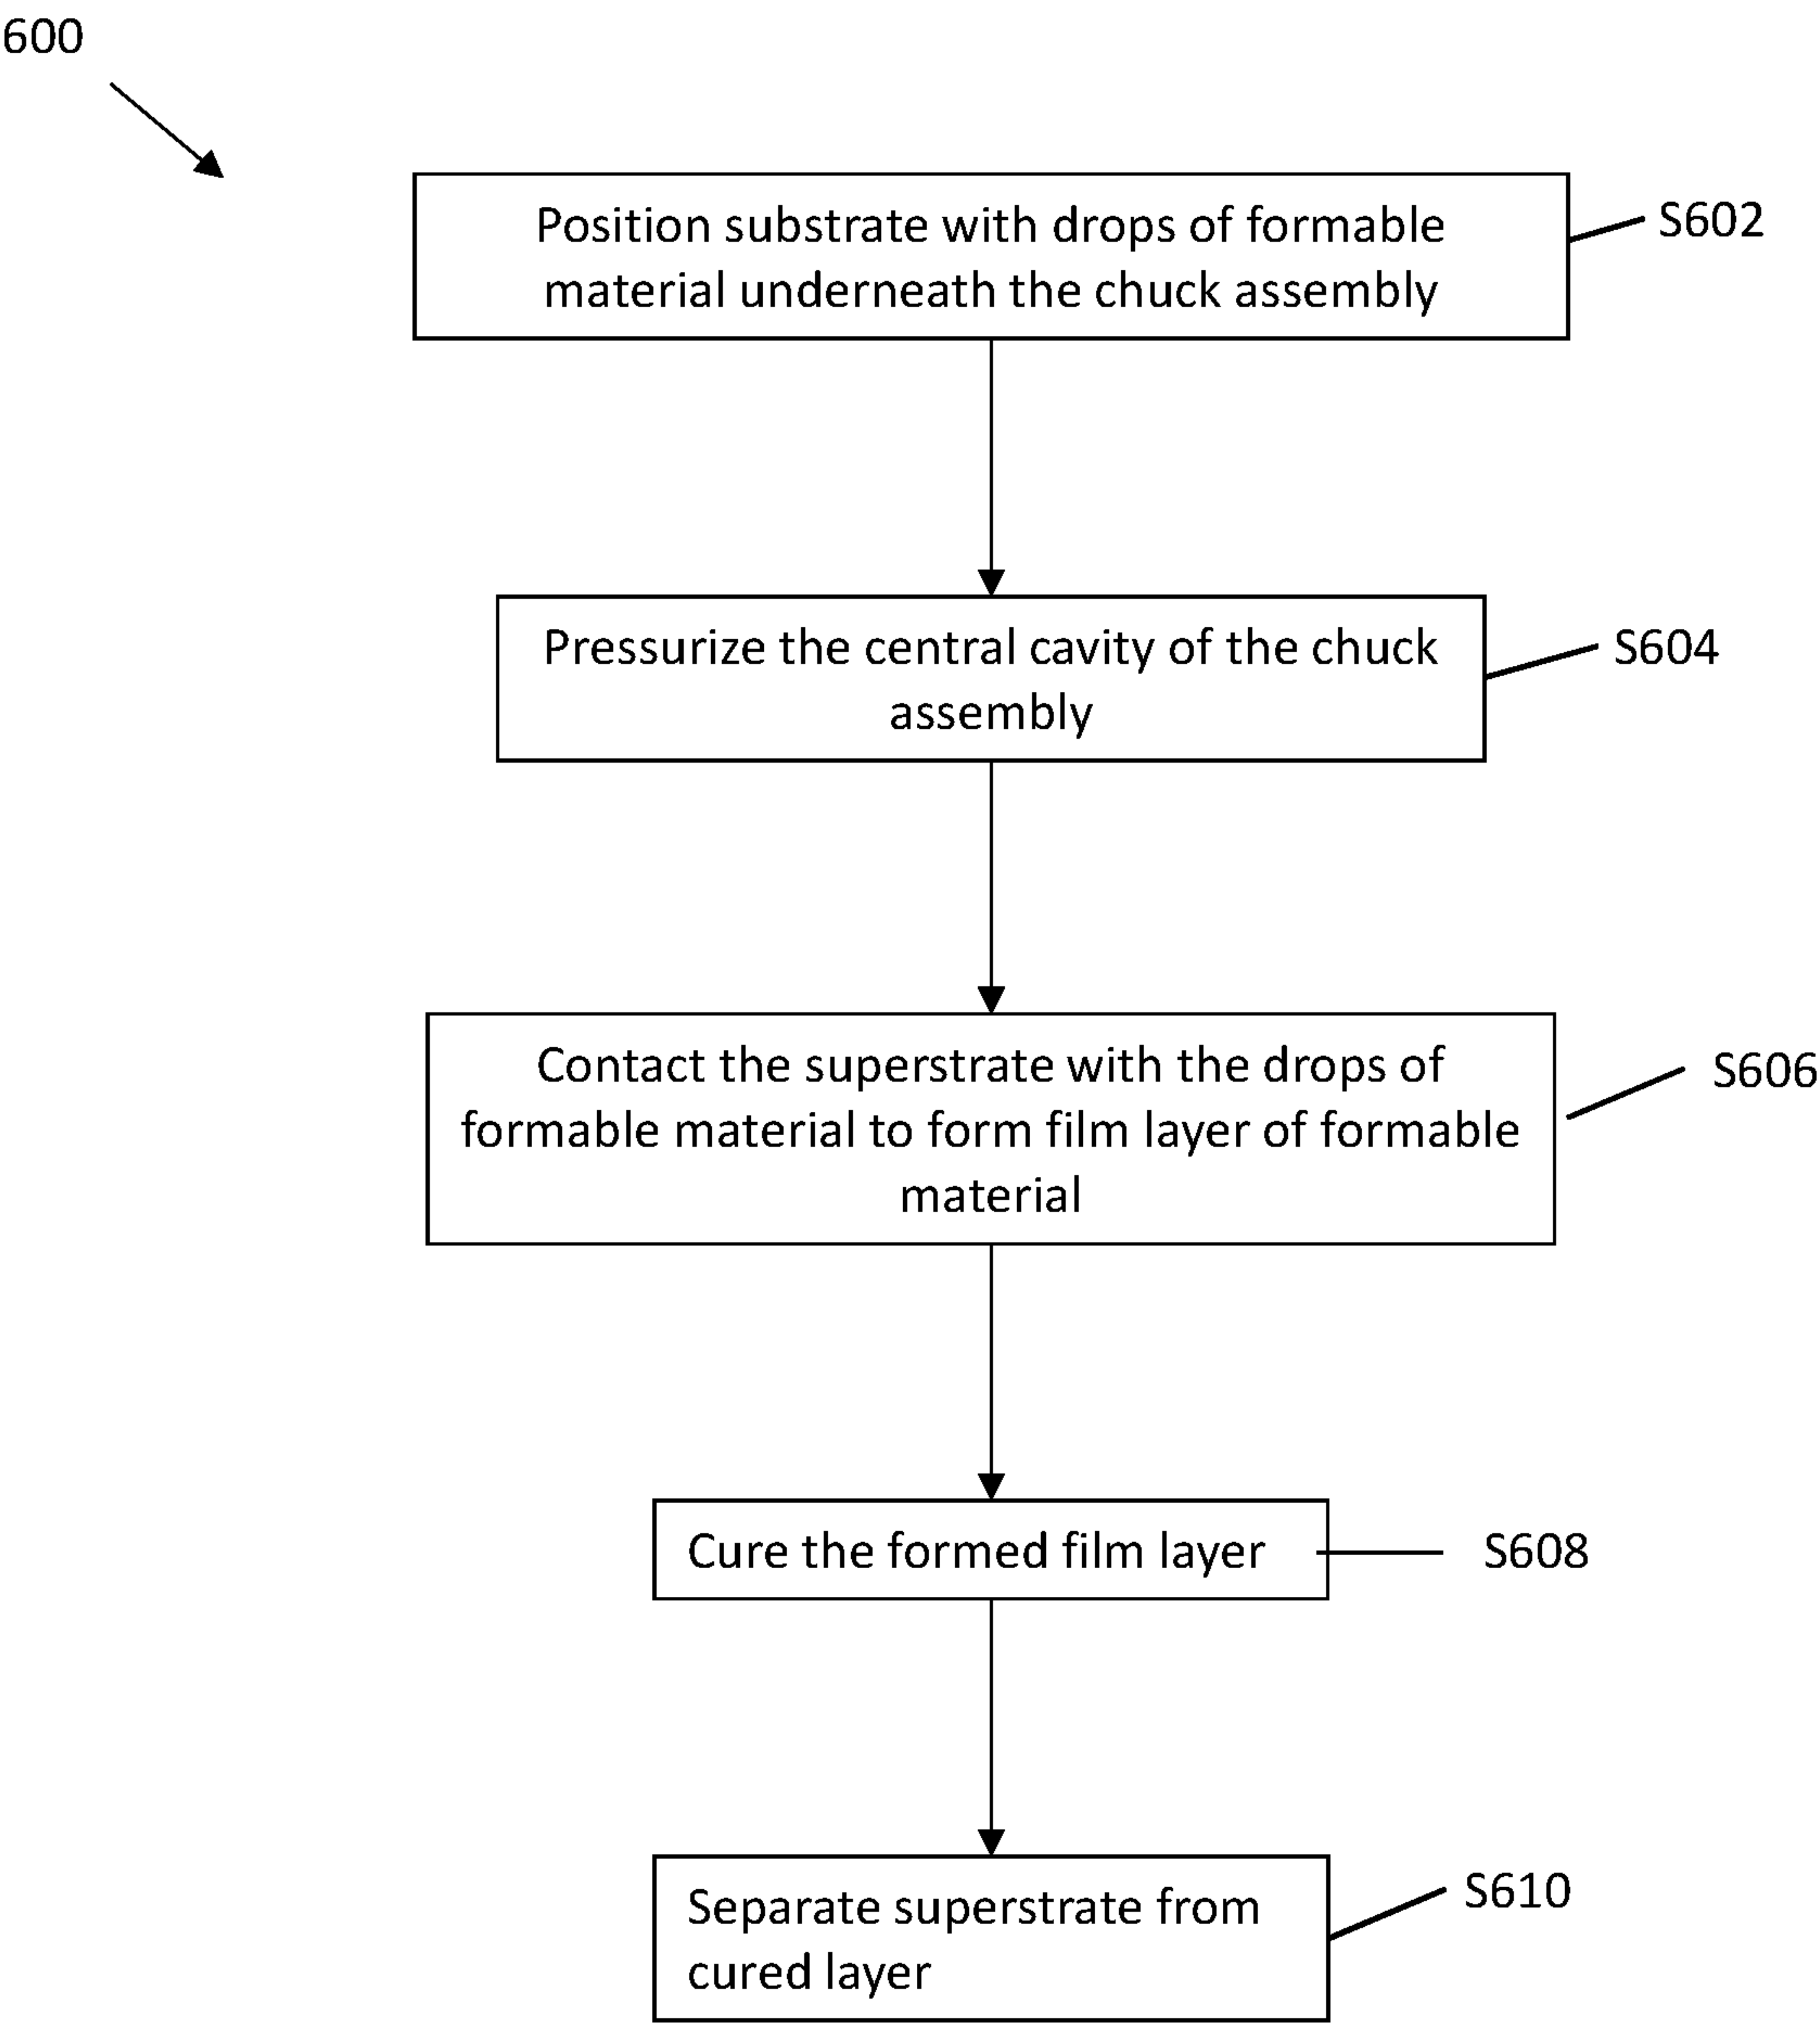 600
Position substrate with drops of formable
material underneath the chuck assembly
S602
Pressurize the central cavity of the chuck
assembly
S604
Contact the superstrate with the drops of
formable material to form film layer of formable
material
S606
Cure the formed film layer
S608
Separate superstrate from
cured layer
S610